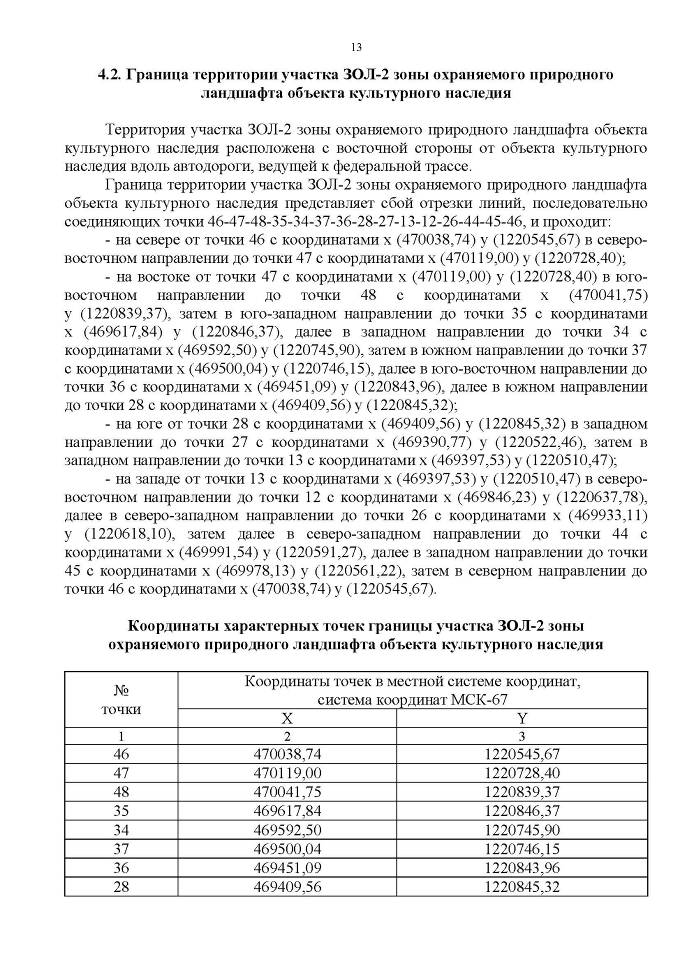 13
4.2. Граница территории участка ЗОЛ-2 зоны охраняемого природного
ландшафта объекта культурного наследия
Территория участка ЗОЛ-2 зоны охраняемого природного ландшафта объекта
культурного наследия расположена с восточной стороны от объекта культурного
наследия вдоль автодороги, ведущей к федеральной трассе.
Граница территории участка ЗОЛ-2 зоны охраняемого природного ландшафта
объекта культурного наследия представляет сбой отрезки линий, последовательно
соединяющих точки 46-47-48-35-34-37-36-28-27-13-12-26-44-45-46, и проходит:
- на севере от точки 46 с координатами x (470038,74) y (1220545,67) в северо-
восточном направлении до точки 47 с координатами x (470119,00) y (1220728,40);
- на востоке от точки 47 с координатами x (470119,00) y (1220728,40) в юго-
восточном направлении до точки 48 с координатами x (470041,75)
y (1220839,37), затем в юго-западном направлении до точки 35 с координатами
x (469617,84) y (1220846,37), далее в западном направлении до точки 34 с
координатами x (469592,50) y (1220745,90), затем в южном направлении до точки 37
с координатами x (469500,04) y (1220746,15), далее в юго-восточном направлении до
точки 36 с координатами x (469451,09) y (1220843,96), далее в южном направлении
до точки 28 с координатами x (469409,56) y (1220845,32);
- на юге от точки 28 с координатами x (469409,56) y (1220845,32) в западном
направлении до точки 27 с координатами x (469390,77) y (1220522,46), затем в
западном направлении до точки 13 с координатами x (469397,53) y (1220510,47);
- на западе от точки 13 с координатами x (469397,53) y (1220510,47) в северо-
восточном направлении до точки 12 с координатами x (469846,23) y (1220637,78),
далее в северо-западном направлении до точки 26 с координатами x (469933,11)
y (1220618,10), затем далее в северо-западном направлении до точки 44 с
координатами x (469991,54) y (1220591,27), далее в западном направлении до точки
45 с координатами x (469978,13) y (1220561,22), затем в северном направлении до
точки 46 с координатами x (470038,74) y (1220545,67).
Координаты характерных точек границы участка ЗОЛ-2 зоны
охраняемого природного ландшафта объекта культурного наследия
№
точки
Координаты точек в местной системе координат,
система координат МСК-67
X Y
1 2 3
46 470038,74 1220545,67
47 470119,00 1220728,40
48 470041,75 1220839,37
35 469617,84 1220846,37
34 469592,50 1220745,90
37 469500,04 1220746,15
36 469451,09 1220843,96
28 469409,56 1220845,32